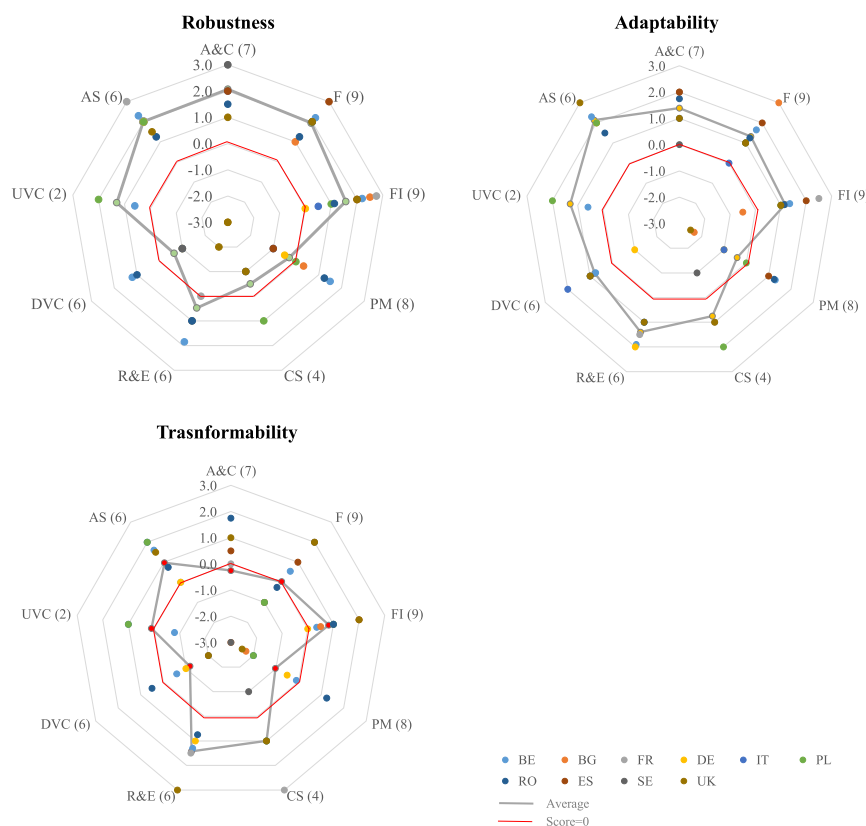 Robustness
A&C (7)
3.0
2.0
1.0
0.0
-1.0
-2.0
-3.0
F (9)
FI (9)
PM (8)
CS (4)
R&E (6)
DVC (6)
UVC (2)
AS (6)
Adaptability
A&C (7)
3.0
2.0
1.0
0.0
-1.0
-2.0
-3.0
F (9)
FI (9)
PM (8)
CS (4)
R&E (6)
DVC (6)
UVC (2)
AS (6)
Trasnformability
A&C (7)
3.0
2.0
1.0
0.0
-1.0
-2.0
-3.0
F (9)
FI (9)
PM (8)
CS (4)
R&E (6)
DVC (6)
UVC (2)
AS (6)
BE BG FR DE IT PL
RO ES SE UK
Average
Score=0